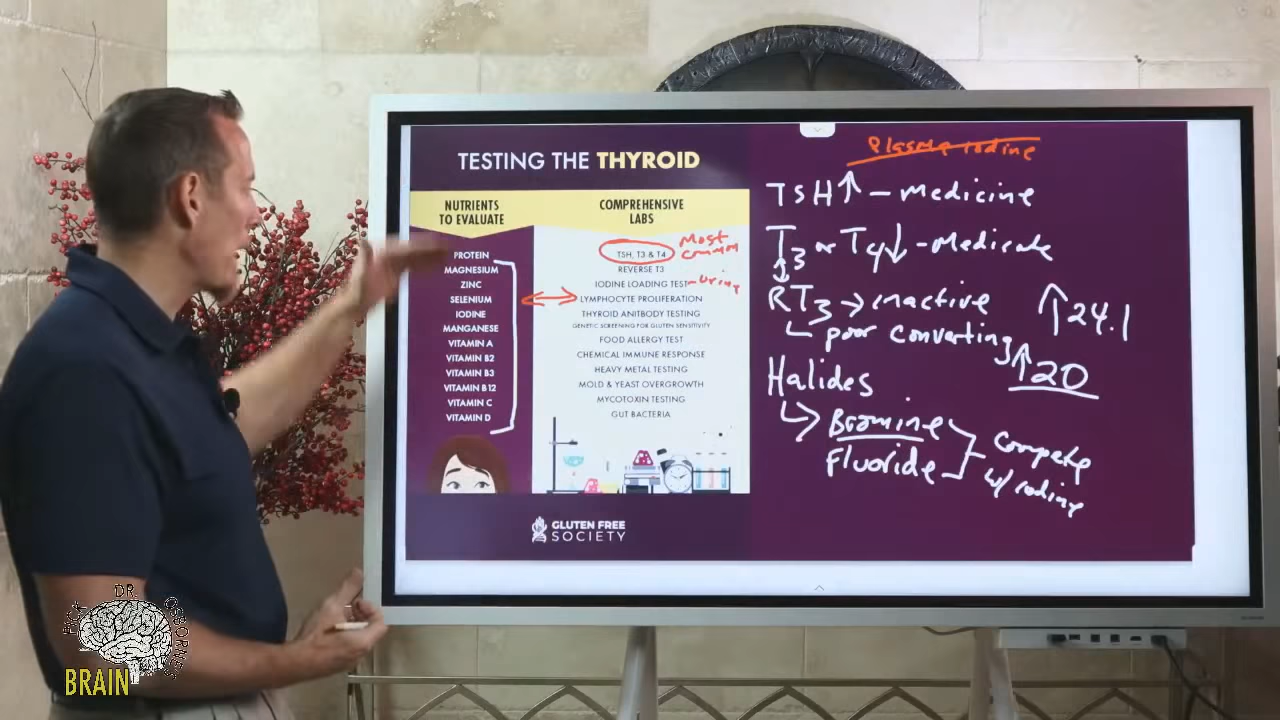 TESTING THE THYROID
NUTRIENTS
TO EVALUATE
PROTEIN
MAGNESIUM
ZINC
SELENIUM
IODINE
MANGANESE
VITAMIN A
VITAMIN B2
VITAMIN B3
VITAMIN B12
VITAMIN C
VITAMIN D
COMPREHENSIVE
LABS
TSH, T3 & T4
Most
common
REVERSE T3
IODINE LOADING TEST - Urine
LYMPHOCYTE PROLIFERATION
THYROID ANITBODY TESTING
GENETIC SCREENING FOR GLUTEN SENSITIVITY
FOOD ALLERGY TEST
CHEMICAL IMMUNE RESPONSE
HEAVY METAL TESTING
MOLD & YEAST OVERGROWTH
MYCOTOXIN TESTING
GUT BACTERIA
GLUTEN FREE
SOCIETY
Plasma iodine
TSH ↑ - Medicine
T3 or T4 ↓ - Medicate
RT3 → inactive
poor converting
↑ 24.1
↑ 20
Halides
Bromine
Fluoride
compete
w/ iodine
DR.
OSBORNE
BRAIN